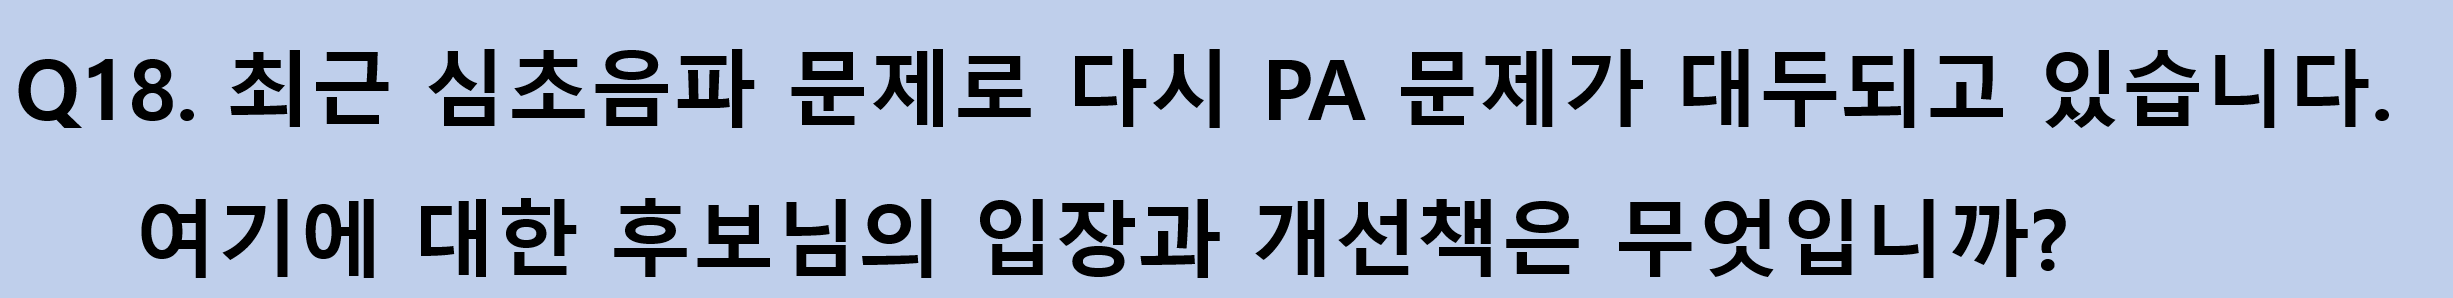 Q18. 최근 심초음파 문제로 다시 PA 문제가 대두되고 있습니다.
여기에 대한 후보님의 입장과 개선책은 무엇입니까?